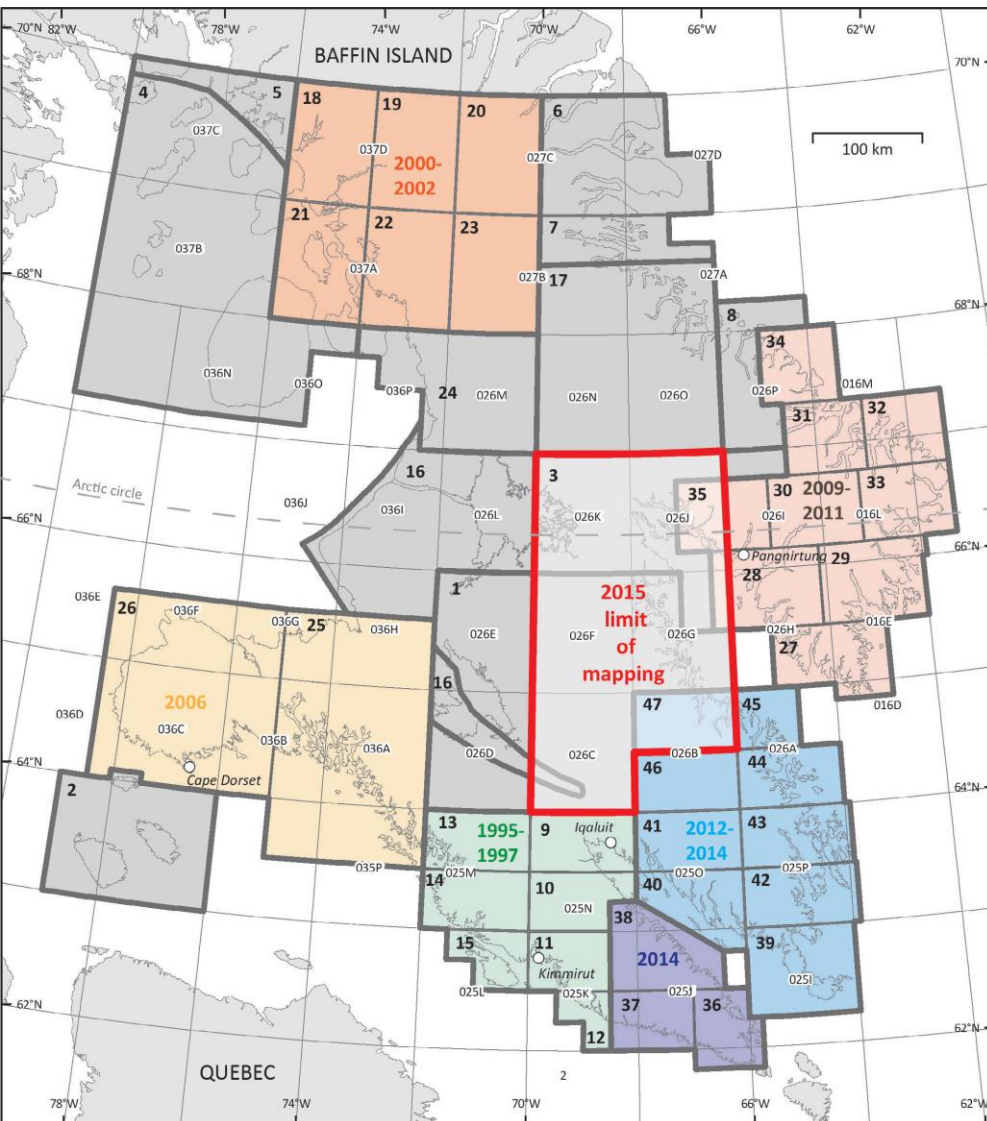 70°N
82°W
78°W
74°W
70°W
66°W
62°W
70°N
BAFFIN ISLAND
4
5
18
19
20
6
037C
037D
2000-
2002
027C
027D
100 km
21
22
23
7
037B
037A
027B
027A
68°N
17
68°N
8
34
036N
036O
036P
24
026M
026N
026O
026P
016M
31
32
Arctic circle
16
3
35
30
2009-
2011
33
036J
036I
026L
026K
026J
026I
016L
66°N
66°N
Pangnirtung
28
29
1
2015
limit
of
mapping
036E
26
036F
036G
25
036H
026E
026F
026G
026H
016E
27
16
2006
47
45
016D
036D
036C
036B
036A
026D
026C
026B
026A
64°N
Cape Dorset
46
44
64°N
2
13
1995-
1997
9
Iqaluit
41
2012-
2014
43
035P
14
025M
10
025N
40
025O
42
025P
38
15
11
Kimmirut
2014
39
025L
025K
37
025J
36
025I
62°N
12
62°N
QUEBEC
2
78°W
74°W
70°W
66°W
62°W